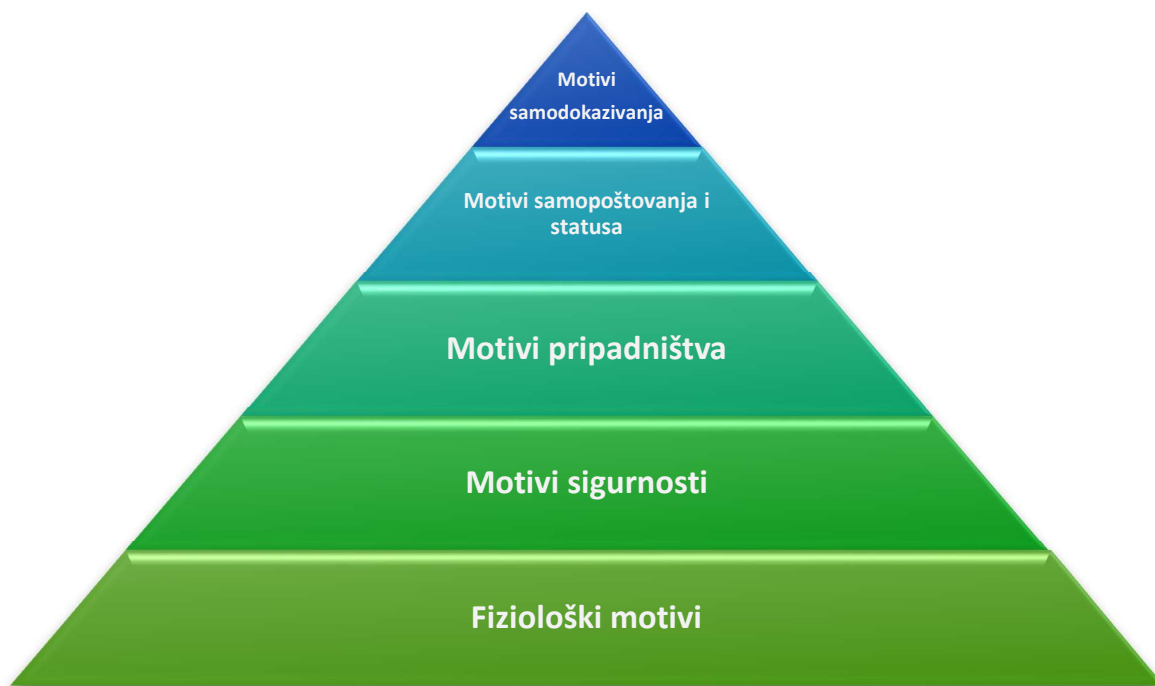 Motivi
samodokazivanja
Motivi samopoštovanja i
statusa
Motivi pripadništva
Motivi sigurnosti
Fiziološki motivi